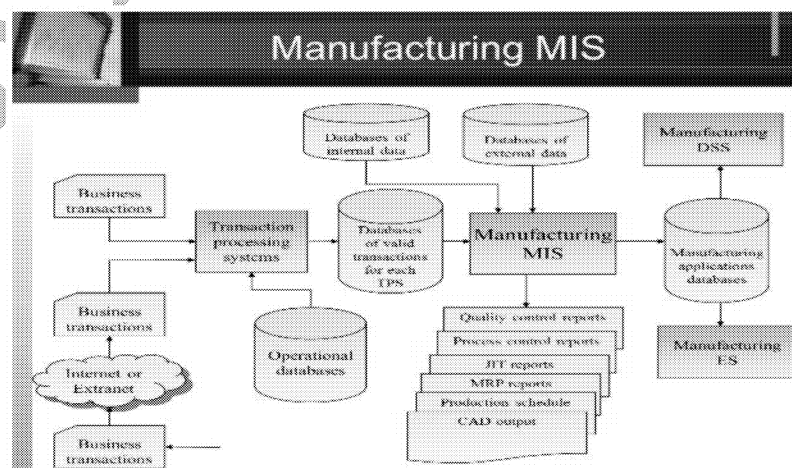 Manufacturing MIS
Databases of
internal data
Databases of
external data
Manufacturing
DSS
Business
transactions
Transaction
processing
systems
Databases
of valid
transactions
for each
TPS
Manufacturing
MIS
Manufacturing
applications
databases
Business
transactions
Operational
databases
Quality control reports
Process control reports
JIT reports
MRP reports
Production schedule
CAD output
Manufacturing
ES
Internet or
Extranet
Business
transactions